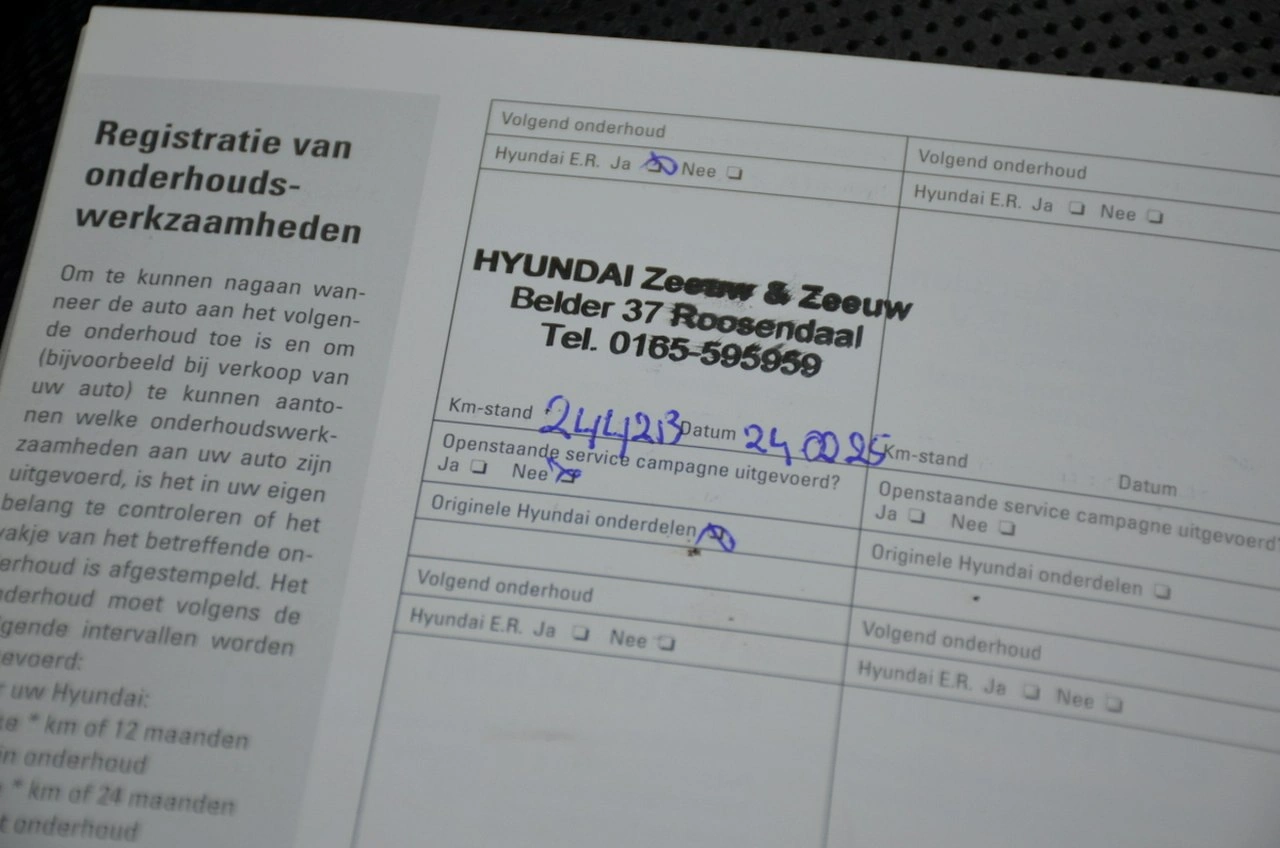 Registratie van
onderhouds-
werkzaamheden
Om te kunnen nagaan wan-
neer de auto aan het volgen-
de onderhoud toe is en om
(bijvoorbeeld bij verkoop van
uw auto) te kunnen aanto-
nen welke onderhoudswerk-
zaamheden aan uw auto zijn
uitgevoerd, is het in uw eigen
belang te controleren of het
vakje van het betreffende on-
erhoud is afgestempeld. Het
nderhoud moet volgens de
gende intervallen worden
evoerd:
uw Hyundai:
* km of 12 maanden
in onderhoud
* km of 24 maanden
onderhoud
Volgend onderhoud
Hyundai E.R. Ja Nee
HYUNDAI Zeeuw & Zeeuw
Belder 37 Roosendaal
Tel. 0165-595959
Km-stand Datum 24 02 25
Openstaande service campagne uitgevoerd?
Ja Nee
Originele Hyundai onderdelen
Volgend onderhoud
Hyundai E.R. Ja Nee
Volgend onderhoud
Hyundai E.R. Ja Nee
Km-stand Datum
Openstaande service campagne uitgevoerd?
Ja Nee
Originele Hyundai onderdelen
Volgend onderhoud
Hyundai E.R. Ja Nee